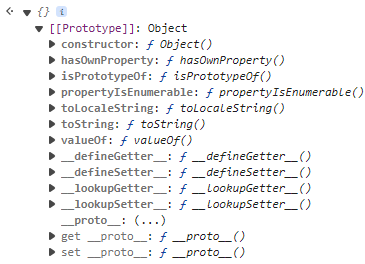 {} i
[[Prototype]]: Object
constructor: ƒ Object()
hasOwnProperty: ƒ hasOwnProperty()
isPrototypeOf: ƒ isPrototypeOf()
propertyIsEnumerable: ƒ propertyIsEnumerable()
toLocaleString: ƒ toLocaleString()
toString: ƒ toString()
valueOf: ƒ valueOf()
__defineGetter__: ƒ __defineGetter__()
__defineSetter__: ƒ __defineSetter__()
__lookupGetter__: ƒ __lookupGetter__()
__lookupSetter__: ƒ __lookupSetter__()
__proto__: (...)
get __proto__: ƒ __proto__()
set __proto__: ƒ __proto__()